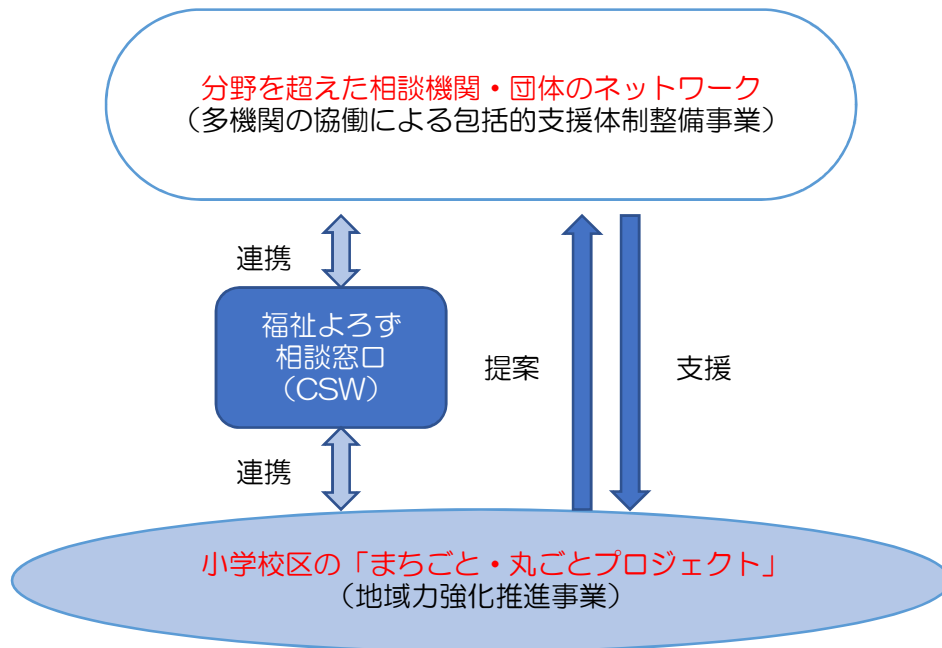 分野を超えた相談機関・団体のネットワーク
（多機関の協働による包括的支援体制整備事業）
連携
福祉よろず
相談窓口
（CSW）
提案
支援
連携
小学校区の「まちごと・丸ごとプロジェクト」
（地域力強化推進事業）